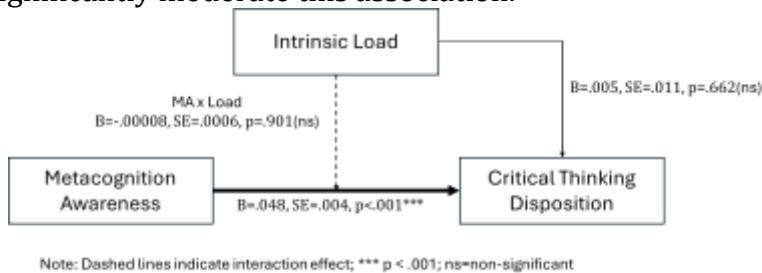 significantly moderate this association.
Intrinsic Load
B=.005, SE=.011, p=.662(ns)
MA x Load
B=-.00008, SE=.0006, p=.901(ns)
Metacognition
Awareness
B=.048, SE=.004, p<.001***
Critical Thinking
Disposition
Note: Dashed lines indicate interaction effect; *** p < .001; ns=non-significant